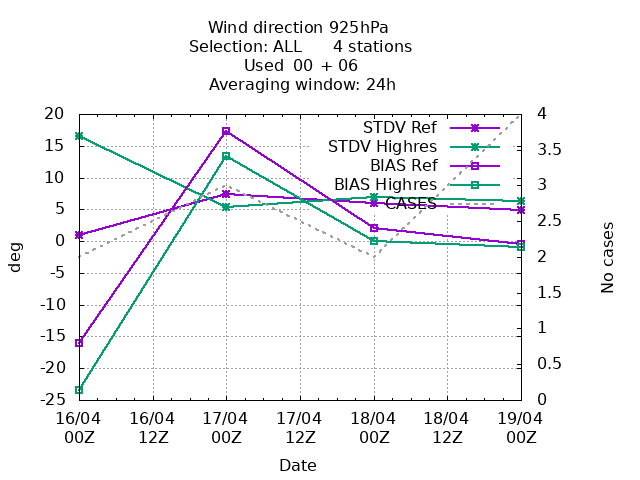 Wind direction 925hPa
Selection: ALL      4 stations
Used  00 + 06
Averaging window: 24h
20
15
10
5
0
-5
-10
-15
-20
-25
deg
4
3.5
3
2.5
2
1.5
1
0.5
0
No cases
STDV Ref
STDV Highres
BIAS Ref
BIAS Highres
CASES
16/04 16/04 17/04 17/04 18/04 18/04 19/04
00Z 12Z 00Z 12Z 00Z 12Z 00Z
Date